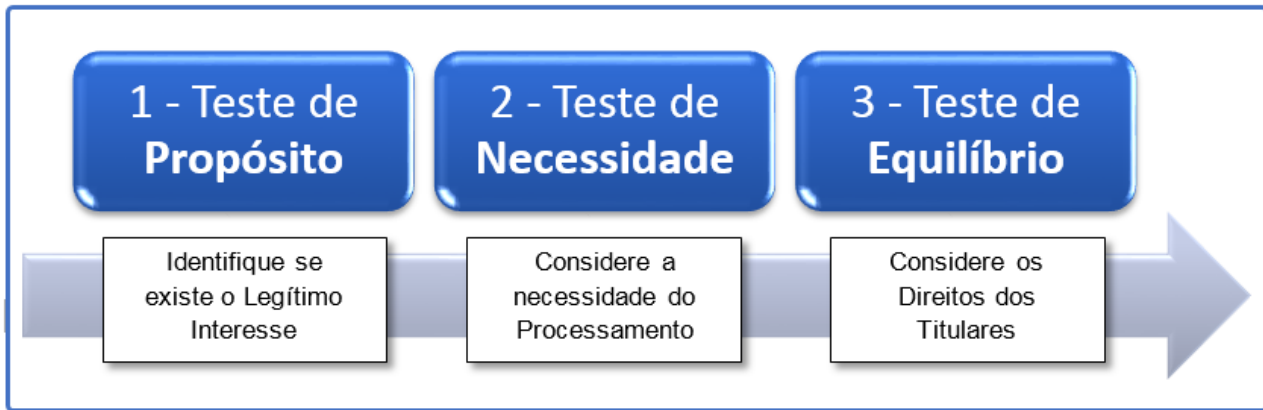 1 - Teste de
Propósito
2 - Teste de
Necessidade
3 - Teste de
Equilíbrio
Identifique se
existe o Legítimo
Interesse
Considere a
necessidade do
Processamento
Considere os
Direitos dos
Titulares